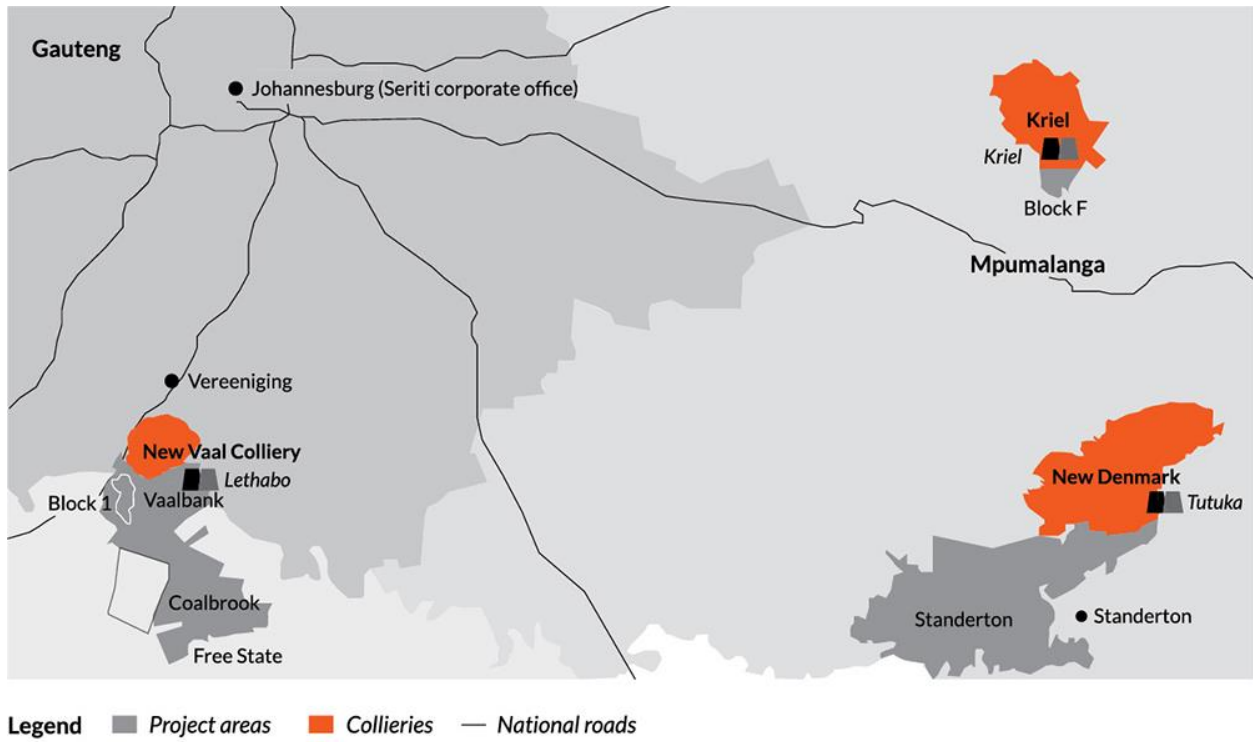 Gauteng
Johannesburg (Seriti corporate office)
Kriel
Kriel
Block F
Mpumalanga
Vereeniging
New Vaal Colliery
Lethabo
Block 1
Vaalbank
New Denmark
Tutuka
Coalbrook
Standerton
Standerton
Free State
Legend Project areas Collieries National roads